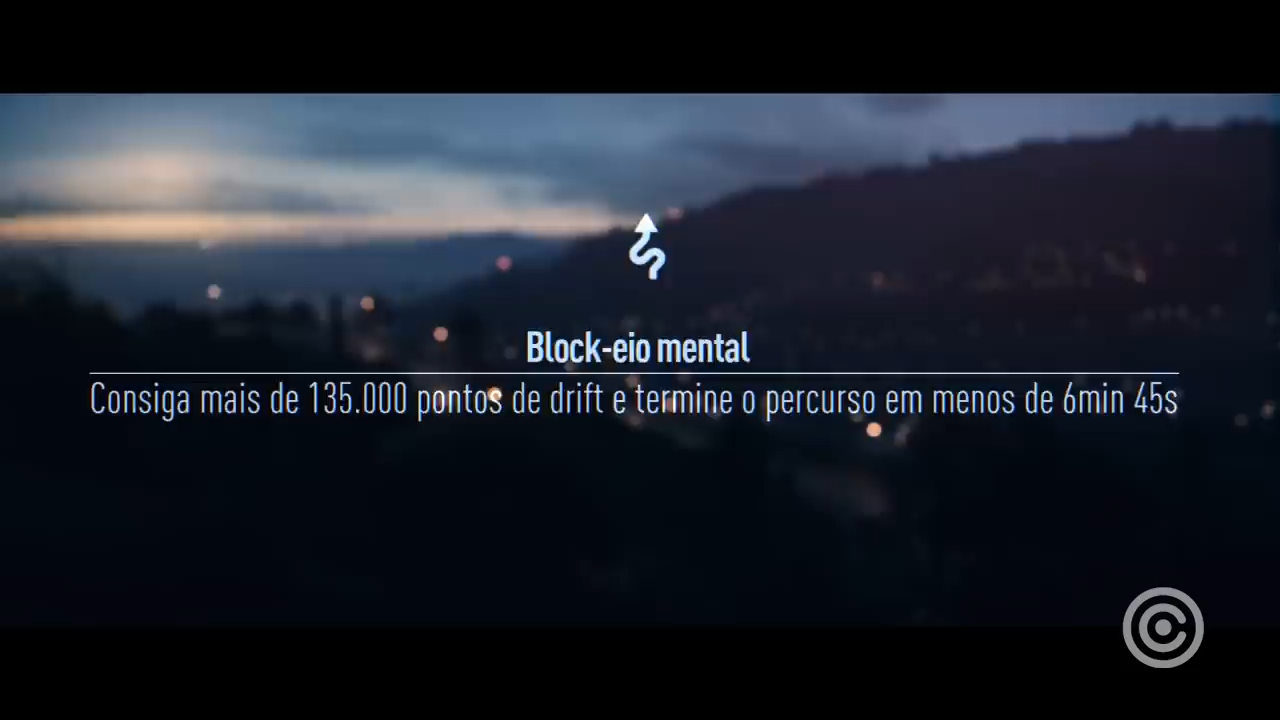 Block-eio mental
Consiga mais de 135.000 pontos de drift e termine o percurso em menos de 6min 45s